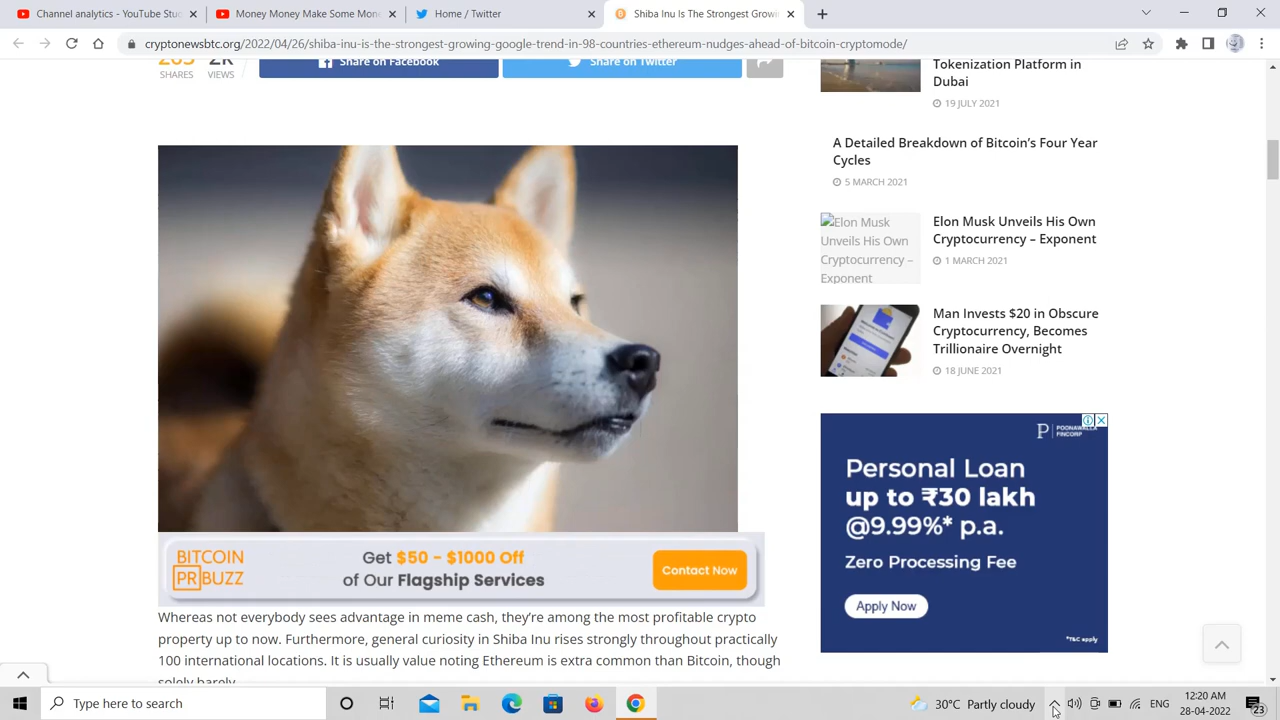 YouTube Video - YouTube Stu
Money Money Make Some Mon
Home / Twitter
Shiba Inu Is The Strongest Growi
cryptonewsbtc.org/2022/04/26/shiba-inu-is-the-strongest-growing-google-trend-in-98-countries-ethereum-nudges-ahead-of-bitcoin-cryptomode/
SHARES
VIEWS
Share on Facebook
Share on Twitter
Tokenization Platform in
Dubai
19 JULY 2021
A Detailed Breakdown of Bitcoin's Four Year
Cycles
5 MARCH 2021
Elon Musk
Unveils His Own
Cryptocurrency –
Exponent
Elon Musk Unveils His Own
Cryptocurrency – Exponent
1 MARCH 2021
Man Invests $20 in Obscure
Cryptocurrency, Becomes
Trillionaire Overnight
18 JUNE 2021
POONAWALLA
FINCORP
Personal Loan
up to ₹30 lakh
@9.99%* p.a.
Zero Processing Fee
Apply Now
*T&C apply
BITCOIN
PRBUZZ
Get $50 - $1000 Off
of Our Flagship Services
Contact Now
Whereas not everybody sees advantage in meme cash, they're among the most profitable crypto
property up to now. Furthermore, general curiosity in Shiba Inu rises strongly throughout practically
100 international locations. It is usually value noting Ethereum is extra common than Bitcoin, though
solely barely.
Type here to search
30°C Partly cloudy
ENG
12:20 AM
28-04-2022
23